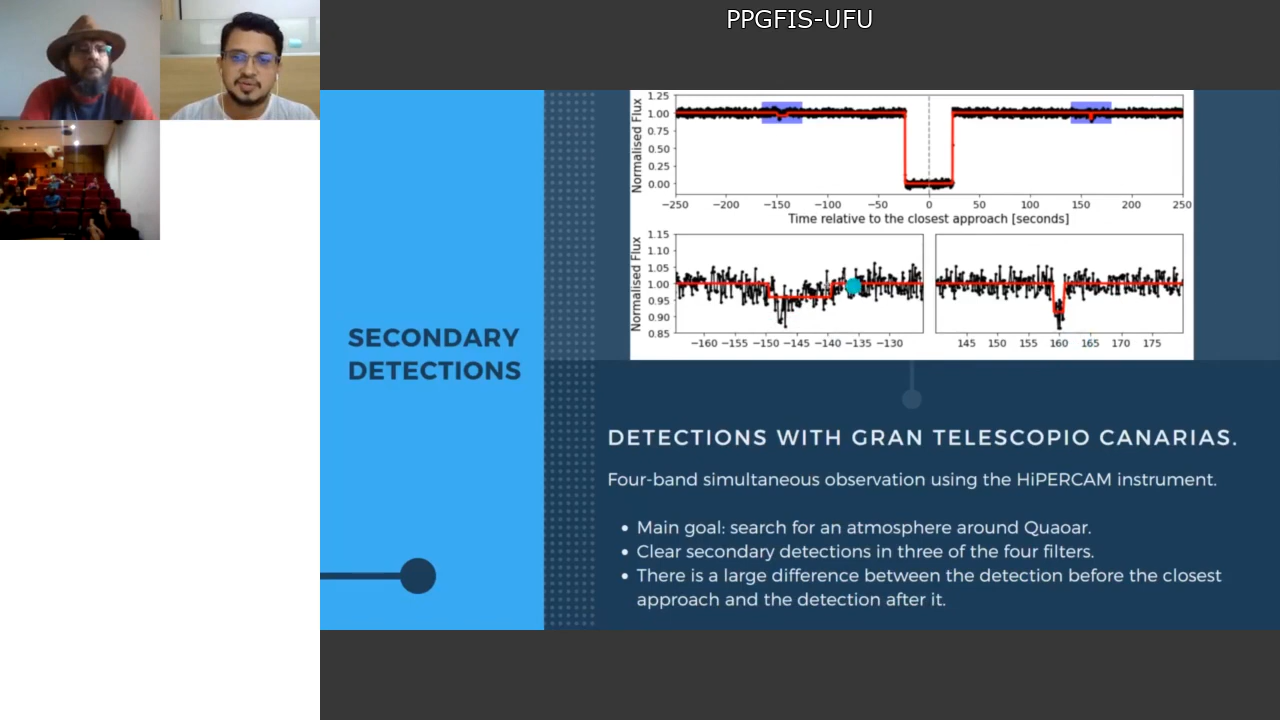 PPGFIS-UFU
1.25
1.00
0.75
0.50
0.25
0.00
Normalised Flux
−250 −200 −150 −100 −50 0 50 100 150 200 250
Time relative to the closest approach [seconds]
1.15
1.10
1.05
1.00
0.95
0.90
0.85
Normalised Flux
−160 −155 −150 −145 −140 −135 −130 145 150 155 160 165 170 175
SECONDARY
DETECTIONS
DETECTIONS WITH GRAN TELESCOPIO CANARIAS.
Four-band simultaneous observation using the HiPERCAM instrument.
• Main goal: search for an atmosphere around Quaoar.
• Clear secondary detections in three of the four filters.
• There is a large difference between the detection before the closest
approach and the detection after it.